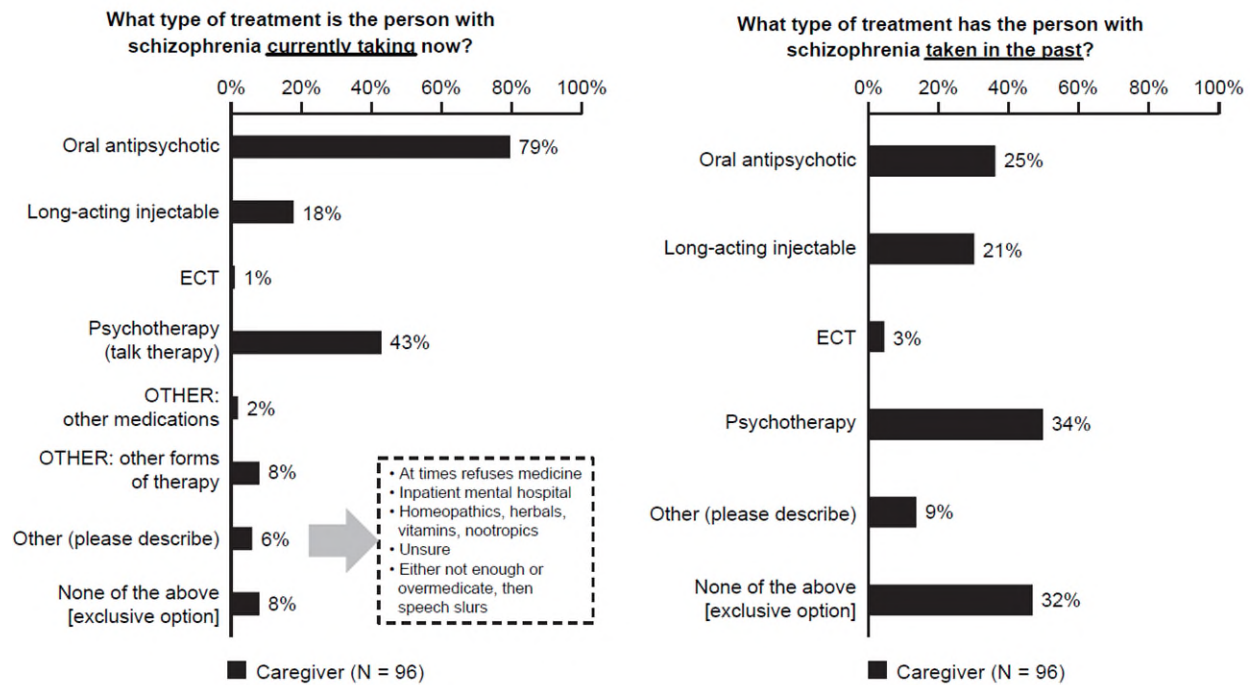 What type of treatment is the person with
schizophrenia currently taking now?
0% 20% 40% 60% 80% 100%
Oral antipsychotic 79%
Long-acting injectable 18%
ECT 1%
Psychotherapy
(talk therapy) 43%
OTHER:
other medications 2%
OTHER: other forms
of therapy 8%
Other (please describe) 6%
None of the above
[exclusive option] 8%
• At times refuses medicine
• Inpatient mental hospital
• Homeopathics, herbals,
vitamins, nootropics
• Unsure
• Either not enough or
overmedicate, then
speech slurs
Caregiver (N = 96)
What type of treatment has the person with
schizophrenia taken in the past?
0% 20% 40% 60% 80% 100%
Oral antipsychotic 25%
Long-acting injectable 21%
ECT 3%
Psychotherapy 34%
Other (please describe) 9%
None of the above
[exclusive option] 32%
Caregiver (N = 96)